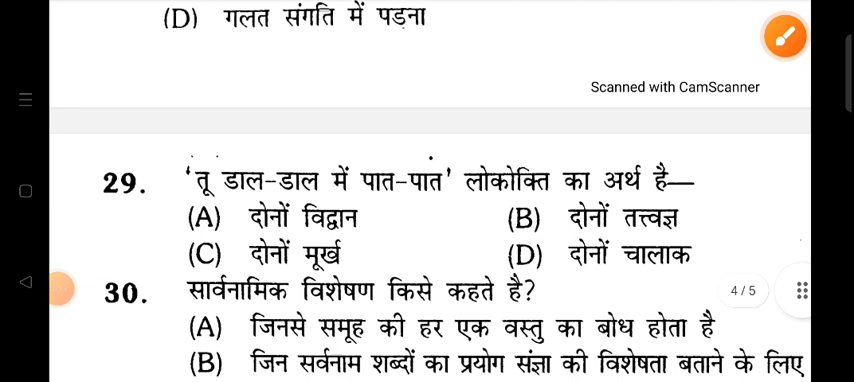 (D) गलत संगति में पड़ना
Scanned with CamScanner
29. 'तू डाल-डाल में पात-पात' लोकोक्ति का अर्थ है—
(A) दोनों विद्वान (B) दोनों तत्त्वज्ञ
(C) दोनों मूर्ख (D) दोनों चालाक
30. सार्वनामिक विशेषण किसे कहते है?
4 / 5
(A) जिनसे समूह की हर एक वस्तु का बोध होता है
(B) जिन सर्वनाम शब्दों का प्रयोग संज्ञा की विशेषता बताने के लिए